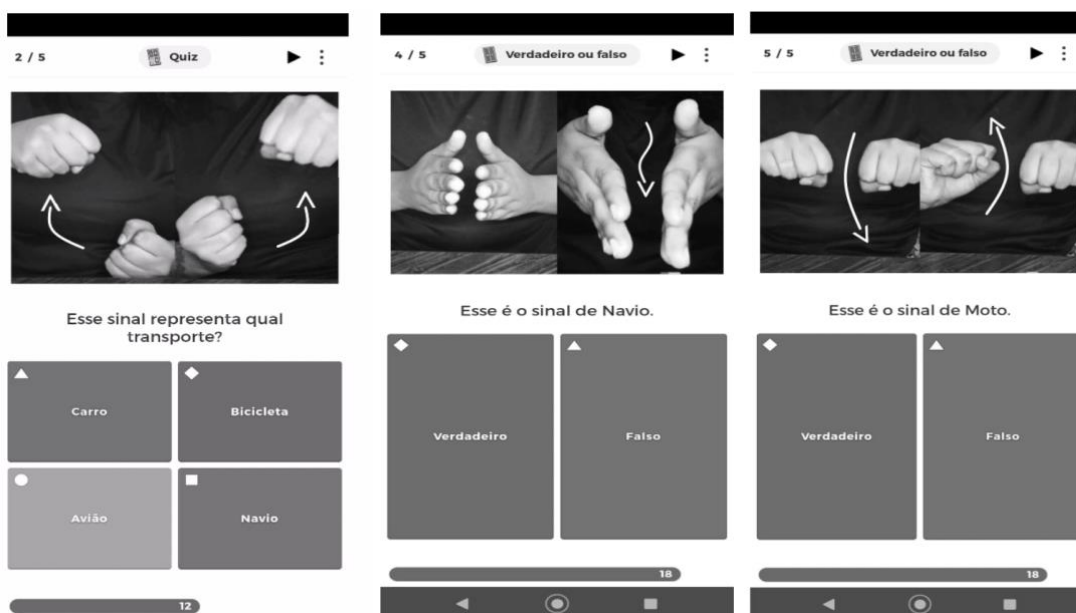 2 / 5
Quiz
Esse sinal representa qual
transporte?
Carro
Bicicleta
Avião
Navio
12
4 / 5
Verdadeiro ou falso
Esse é o sinal de Navio.
Verdadeiro
Falso
18
5 / 5
Verdadeiro ou falso
Esse é o sinal de Moto.
Verdadeiro
Falso
18